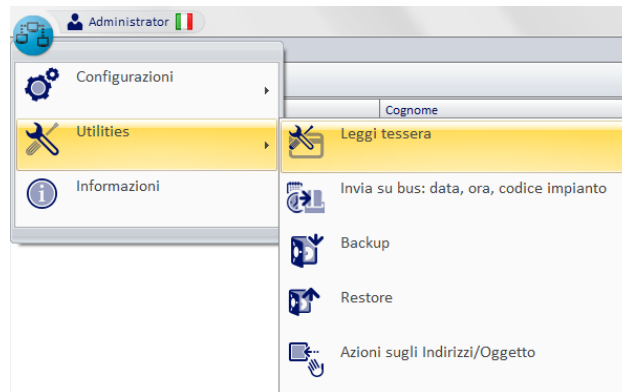 Administrator
Configurazioni
Cognome
Utilities
Leggi tessera
Informazioni
Invia su bus: data, ora, codice impianto
Backup
Restore
Azioni sugli Indirizzi/Oggetto